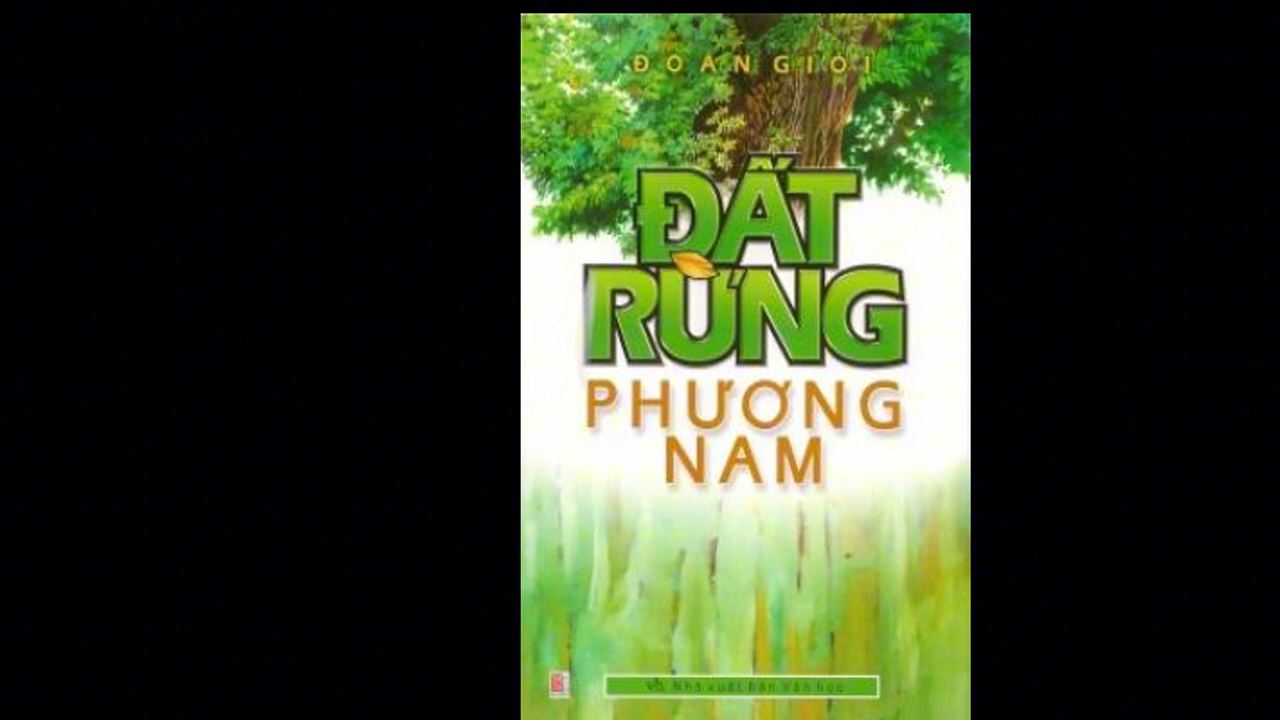 ĐOÀN GIỎI
ĐẤT
RỪNG
PHƯƠNG
NAM
Nhà xuất bản văn học